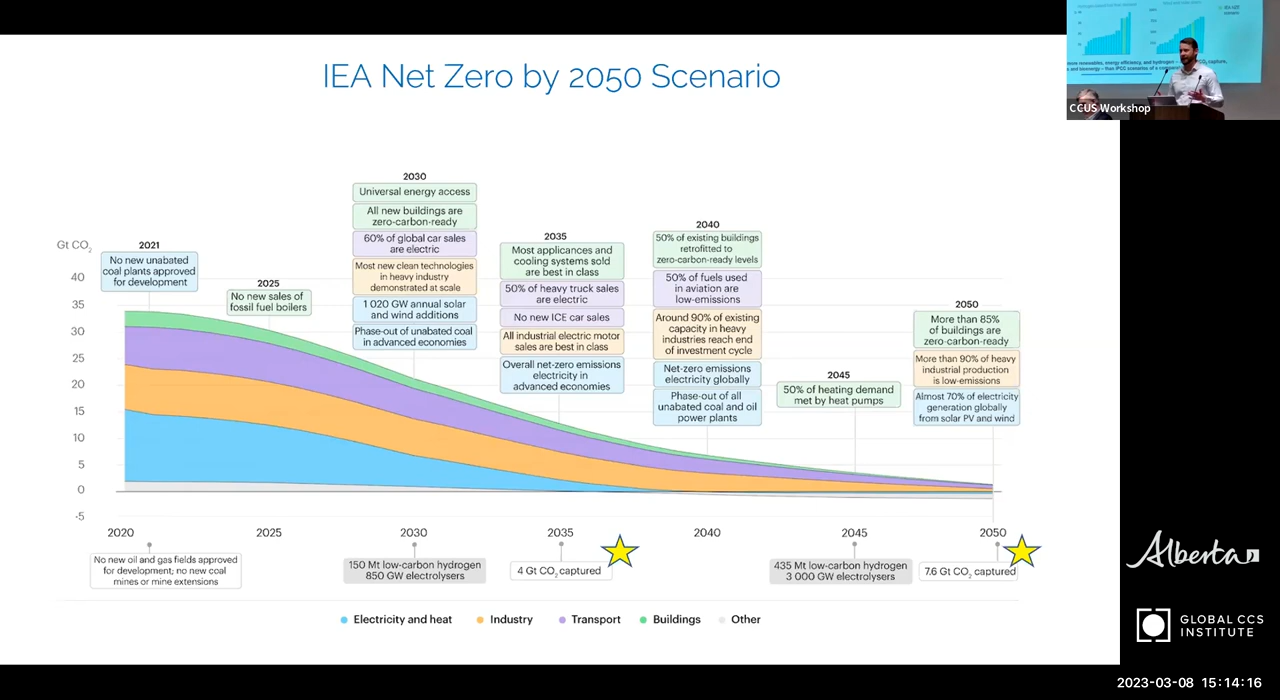 IEA Net Zero by 2050 Scenario
CCUS Workshop
Gt CO2
40
35
30
25
20
15
10
5
0
-5
2021
No new unabated
coal plants approved
for development
2025
No new sales of
fossil fuel boilers
2030
Universal energy access
All new buildings are
zero-carbon-ready
60% of global car sales
are electric
Most new clean technologies
in heavy industry
demonstrated at scale
1 020 GW annual solar
and wind additions
Phase-out of unabated coal
in advanced economies
2035
Most applicances and
cooling systems sold
are best in class
50% of heavy truck sales
are electric
No new ICE car sales
All industrial electric motor
sales are best in class
Overall net-zero emissions
electricity in
advanced economies
2040
50% of existing buildings
retrofitted to
zero-carbon-ready levels
50% of fuels used
in aviation are
low-emissions
Around 90% of existing
capacity in heavy
industries reach end
of investment cycle
Net-zero emissions
electricity globally
Phase-out of all
unabated coal and oil
power plants
2045
50% of heating demand
met by heat pumps
2050
More than 85%
of buildings are
zero-carbon-ready
More than 90% of heavy
industrial production
is low-emissions
Almost 70% of electricity
generation globally
from solar PV and wind
2020
2025
2030
2035
2040
2045
2050
No new oil and gas fields approved
for development; no new coal
mines or mine extensions
150 Mt low-carbon hydrogen
850 GW electrolysers
4 Gt CO2 captured
435 Mt low-carbon hydrogen
3 000 GW electrolysers
7.6 Gt CO2 captured
Electricity and heat
Industry
Transport
Buildings
Other
Alberta
GLOBAL CCS
INSTITUTE
2023-03-08 15:14:16